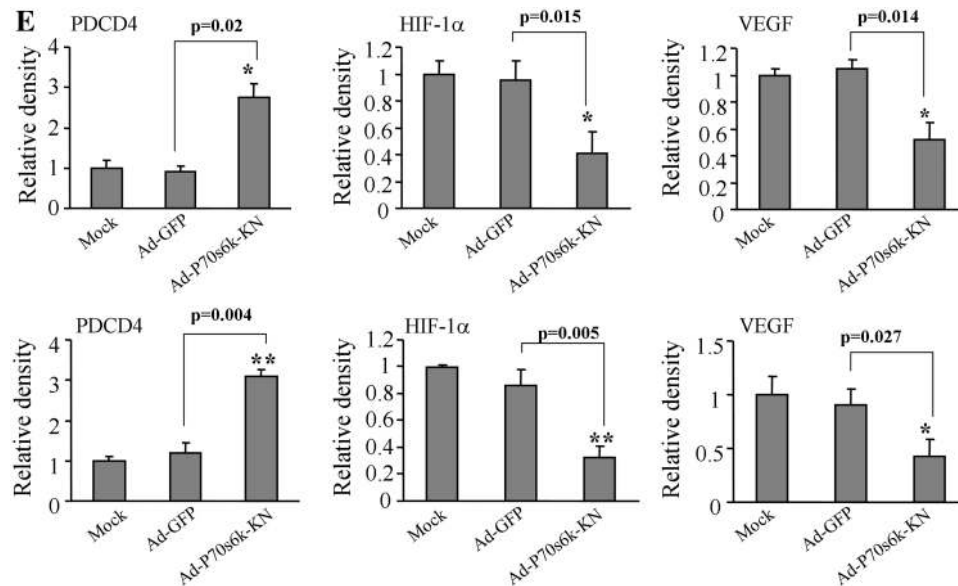 E
PDCD4
p=0.02
Relative density
4
3
2
1
0
*
Mock
Ad-GFP
Ad-P70s6k-KN
HIF-1α
p=0.015
Relative density
1.2
1
0.8
0.6
0.4
0.2
0
*
Mock
Ad-GFP
Ad-P70s6k-KN
VEGF
p=0.014
Relative density
1.2
1
0.8
0.6
0.4
0.2
0
*
Mock
Ad-GFP
Ad-P70s6k-KN
PDCD4
p=0.004
Relative density
4
3
2
1
0
**
Mock
Ad-GFP
Ad-P70s6k-KN
HIF-1α
p=0.005
Relative density
1.2
1
0.8
0.6
0.4
0.2
0
**
Mock
Ad-GFP
Ad-P70s6k-KN
VEGF
p=0.027
Relative density
1.5
1
0.5
0
*
Mock
Ad-GFP
Ad-P70s6k-KN